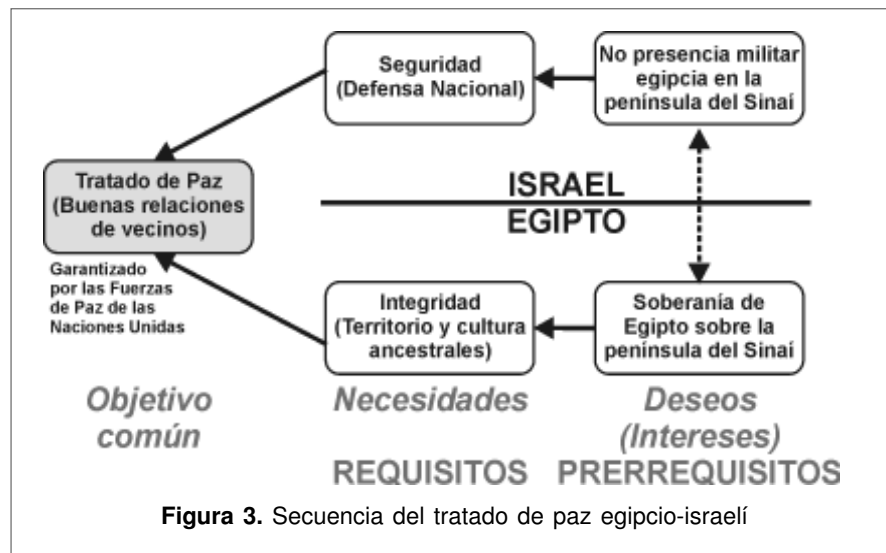 Seguridad
(Defensa Nacional)
No presencia militar
egipcia en la
península del Sinaí
Tratado de Paz
(Buenas relaciones
de vecinos)
ISRAEL
EGIPTO
Garantizado
por las Fuerzas
de Paz de las
Naciones Unidas
Integridad
(Territorio y cultura
ancestrales)
Soberanía de
Egipto sobre la
península del Sinaí
Objetivo
común
Necesidades
Deseos
(Intereses)
REQUISITOS
PRERREQUISITOS
Figura 3. Secuencia del tratado de paz egipcio-israelí